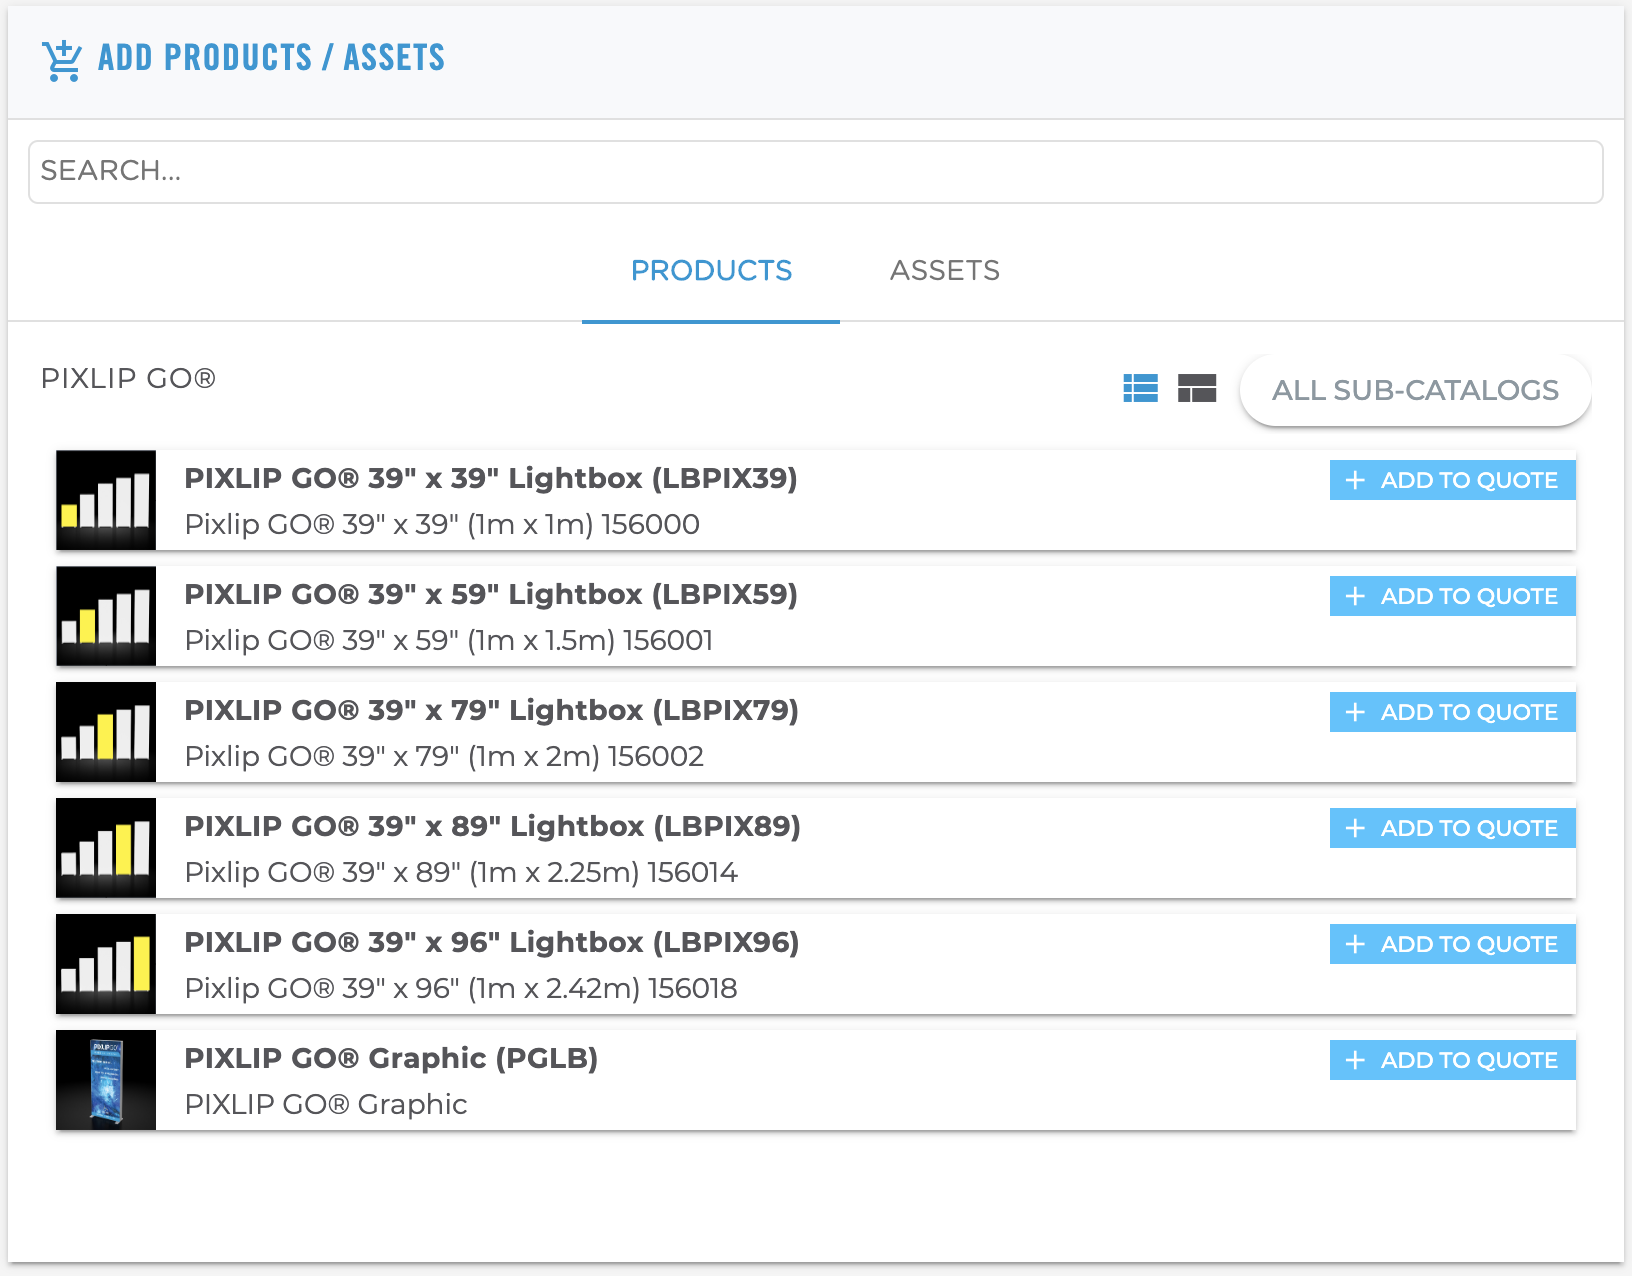 ADD PRODUCTS / ASSETS
SEARCH...
PRODUCTS ASSETS
PIXLIP GO®
ALL SUB-CATALOGS
PIXLIP GO® 39" x 39" Lightbox (LBPIX39)
+ ADD TO QUOTE
Pixlip GO® 39" x 39" (1m x 1m) 156000
PIXLIP GO® 39" x 59" Lightbox (LBPIX59)
+ ADD TO QUOTE
Pixlip GO® 39" x 59" (1m x 1.5m) 156001
PIXLIP GO® 39" x 79" Lightbox (LBPIX79)
+ ADD TO QUOTE
Pixlip GO® 39" x 79" (1m x 2m) 156002
PIXLIP GO® 39" x 89" Lightbox (LBPIX89)
+ ADD TO QUOTE
Pixlip GO® 39" x 89" (1m x 2.25m) 156014
PIXLIP GO® 39" x 96" Lightbox (LBPIX96)
+ ADD TO QUOTE
Pixlip GO® 39" x 96" (1m x 2.42m) 156018
PIXLIPGO
PIXLIP GO® Graphic (PGLB)
+ ADD TO QUOTE
PIXLIP GO® Graphic